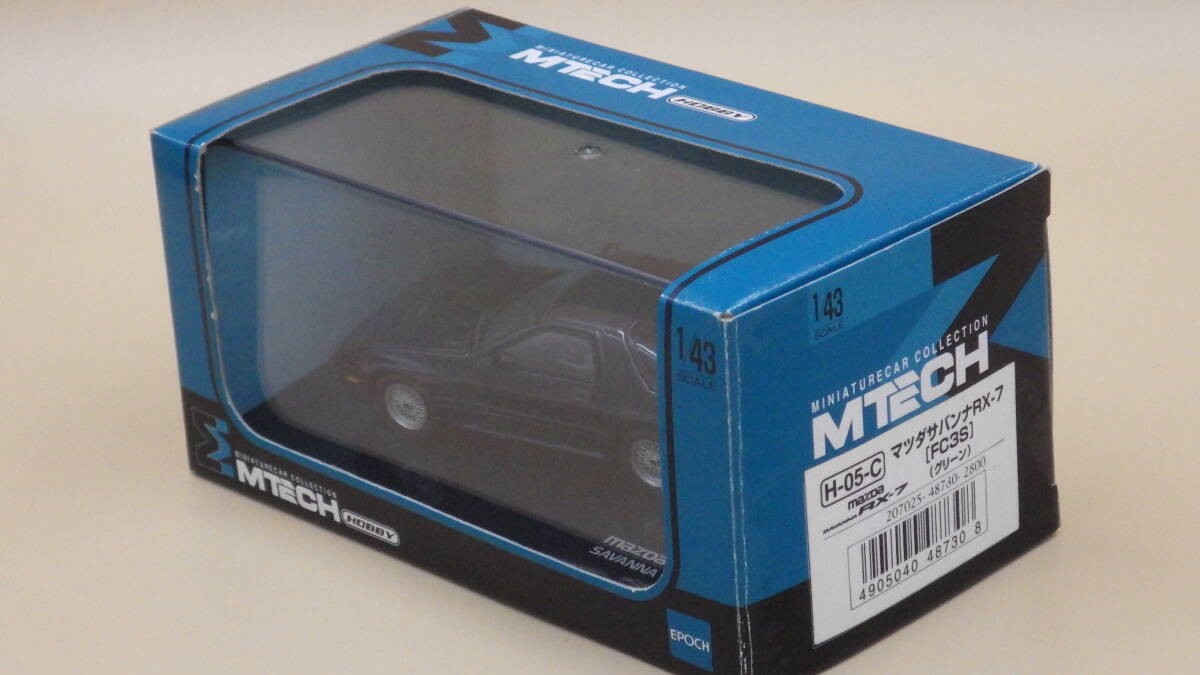 MINIATURECAR COLLECTION
MTECH
HOBBY
1/43
SCALE
MINIATURECAR COLLECTION
MTECH
HOBBY
mazda
SAVANNA
EPOCH
1/43
SCALE
MINIATURECAR COLLECTION
MTECH
H-05-C マツダサバンナRX-7
[FC3S]
(グリーン)
mazda
SAVANNA RX-7
207025-48730-2800
4905040 48730 8